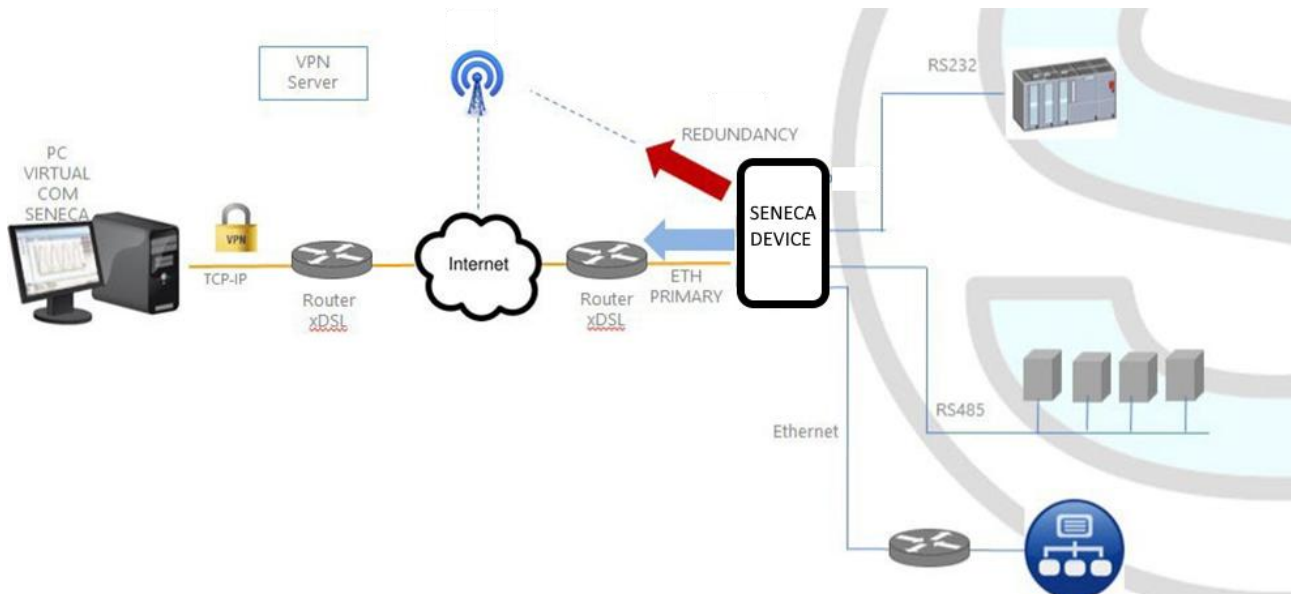 VPN
Server
RS232
REDUNDANCY
PC
VIRTUAL
COM
SENECA
VPN
TCP-IP
Internet
SENECA
DEVICE
ETH
PRIMARY
Router
xDSL
Router
xDSL
RS485
Ethernet